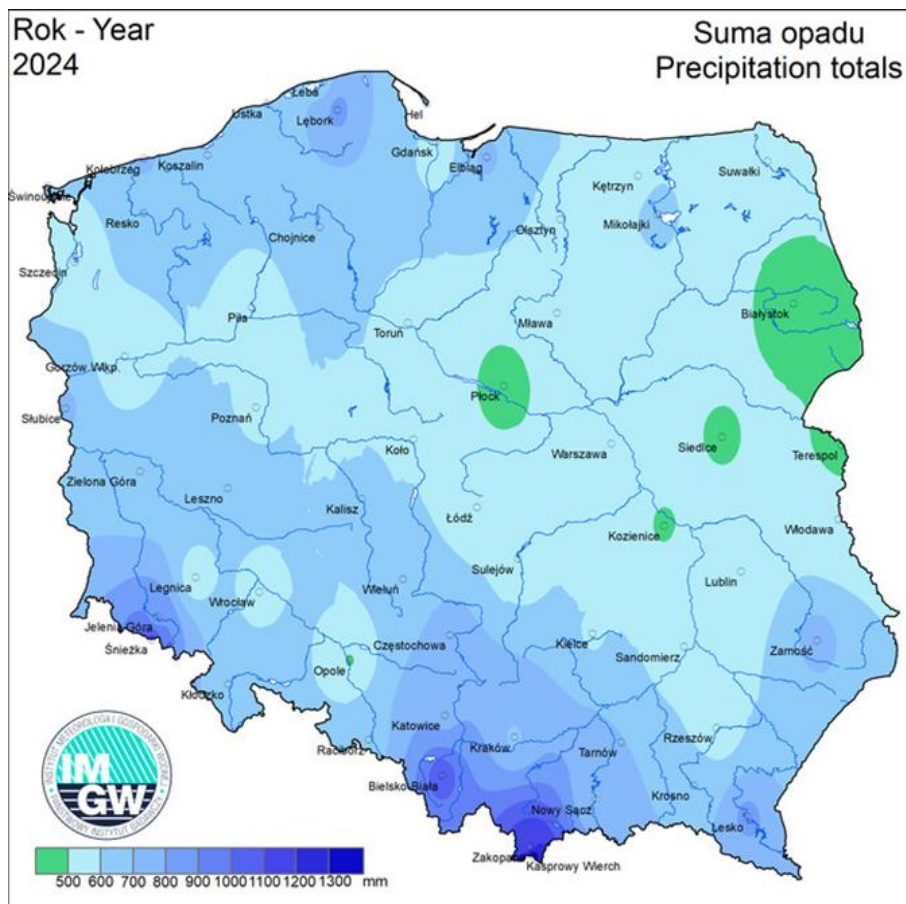 Rok - Year
2024
Suma opadu
Precipitation totals
Łeba
Ustka
Lębork
Hel
Gdańsk
Elbląg
Kołobrzeg
Koszalin
Kętrzyn
Suwałki
Resko
Chojnice
Olsztyn
Mikołajki
Szczecin
Piła
Toruń
Mława
Białystok
Gorzów Wlkp.
Płock
Słubice
Poznań
Koło
Warszawa
Siedlce
Terespol
Zielona Góra
Leszno
Kalisz
Łódź
Kozienice
Włodawa
Legnica
Wrocław
Wieluń
Sulejów
Lublin
Jelenia Góra
Śnieżka
Opole
Częstochowa
Kielce
Sandomierz
Zamość
Kłodzko
Katowice
Racibórz
Kraków
Tarnów
Rzeszów
Bielsko-Biała
Nowy Sącz
Krosno
Lesko
Zakopane
Kasprowy Wierch
IM
GW
500 600 700 800 900 1000 1100 1200 1300 mm